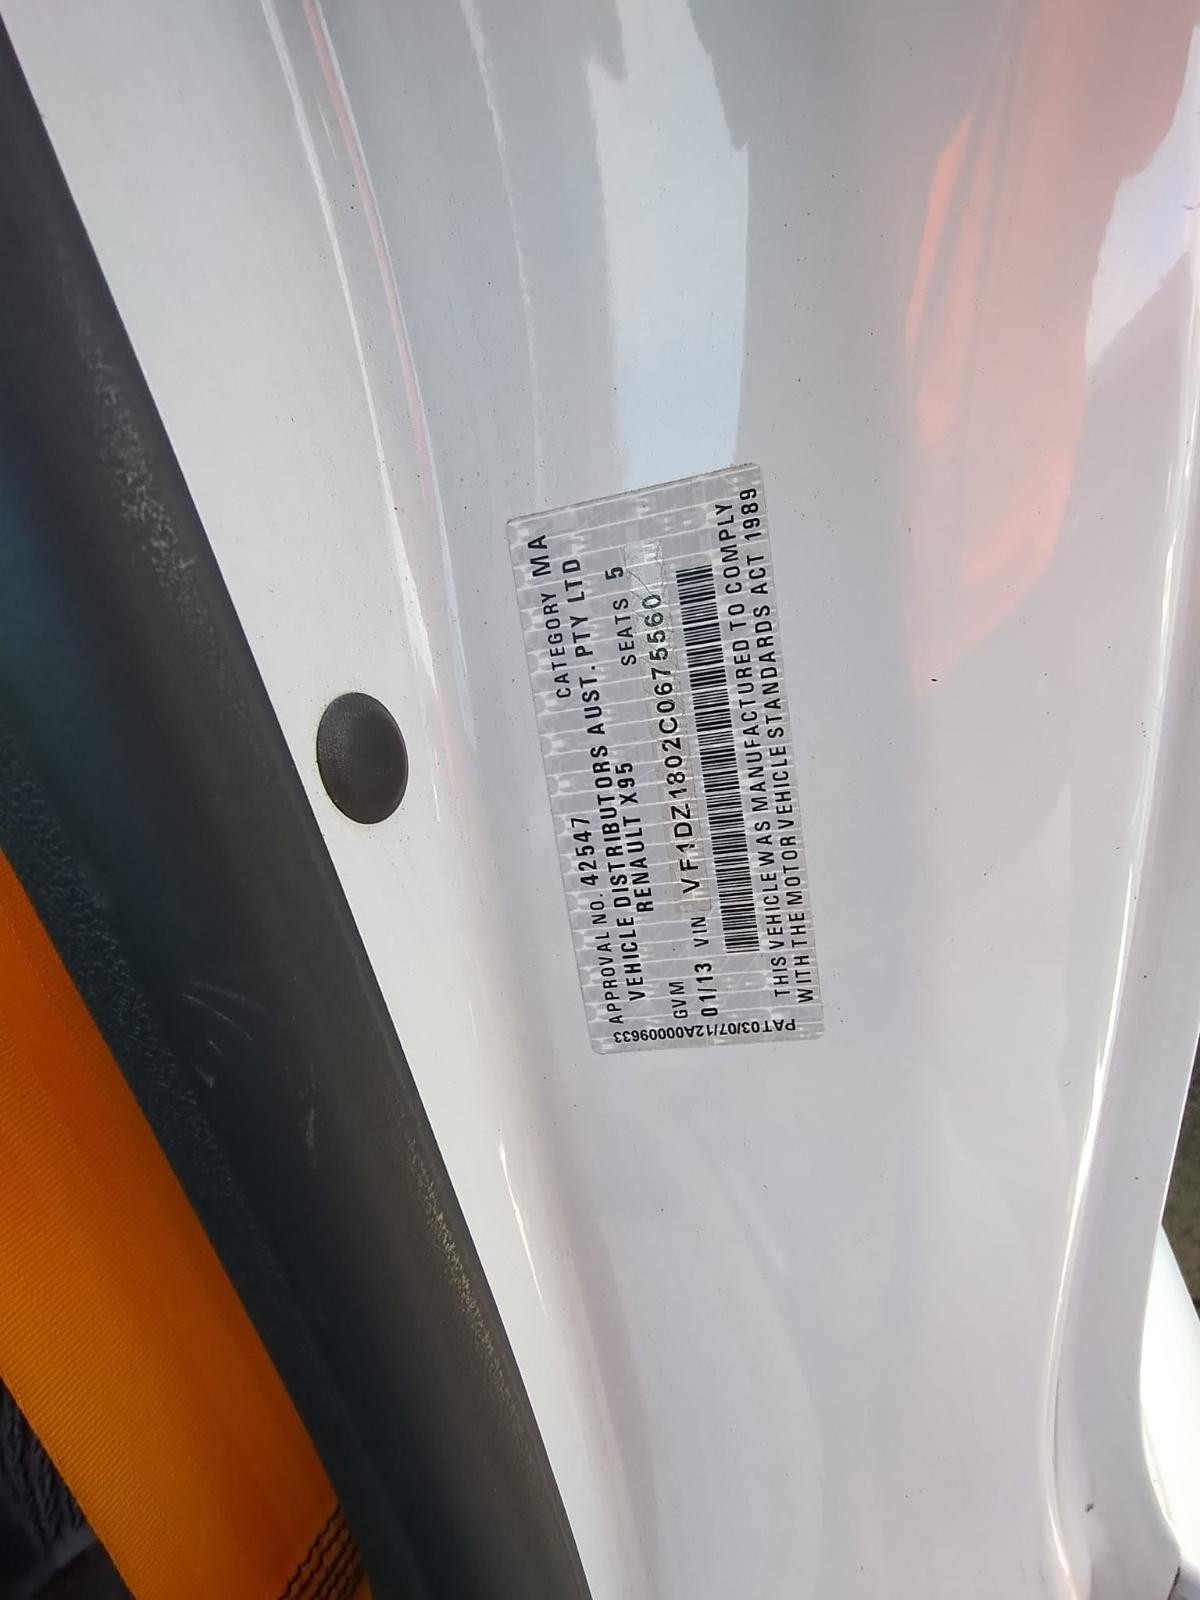 APPROVAL NO. 42547 CATEGORY MA
VEHICLE DISTRIBUTORS AUST. PTY LTD
RENAULT X95 SEATS 5
GVM
01/13 VIN VF1DZ1802C0675560
THIS VEHICLE WAS MANUFACTURED TO COMPLY
WITH THE MOTOR VEHICLE STANDARDS ACT 1989
PAT03/07/12A00009633